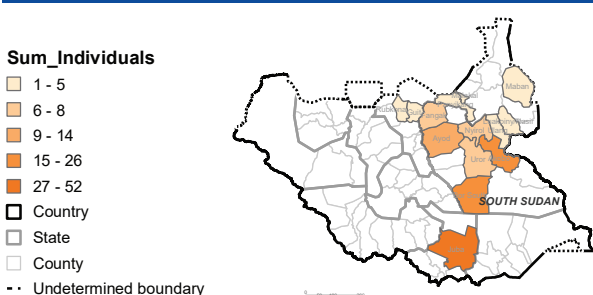 Sum_Individuals
1 - 5
6 - 8
9 - 14
15 - 26
27 - 52
Country
State
County
Undetermined boundary
Maban
Ayod
Nyirol
Uror
SOUTH SUDAN